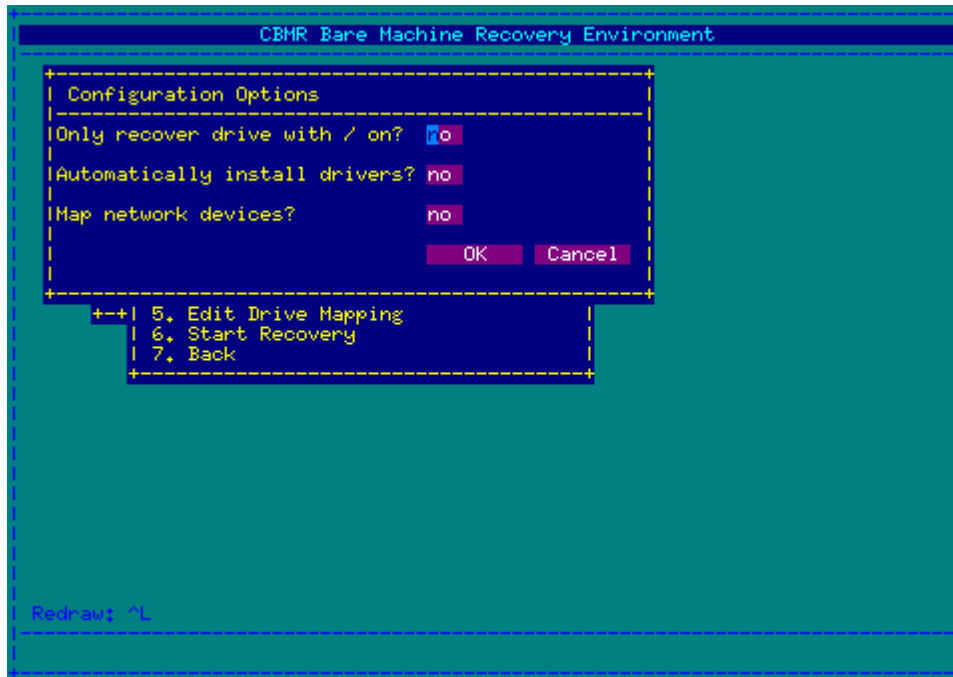 CBMR Bare Machine Recovery Environment
Configuration Options
Only recover drive with / on? no
Automatically install drivers? no
Map network devices? no
OK Cancel
5. Edit Drive Mapping
6. Start Recovery
7. Back
Redraw: ^L